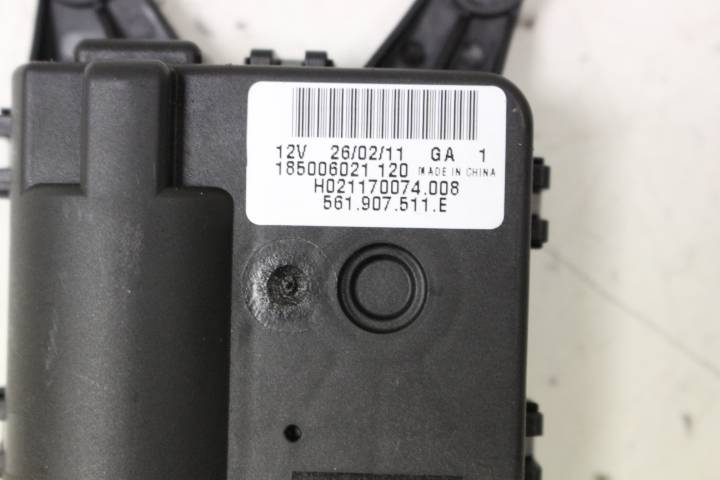 12V 26/02/11 GA 1
185006021 120 MADE IN CHINA
H021170074.008
561.907.511.E